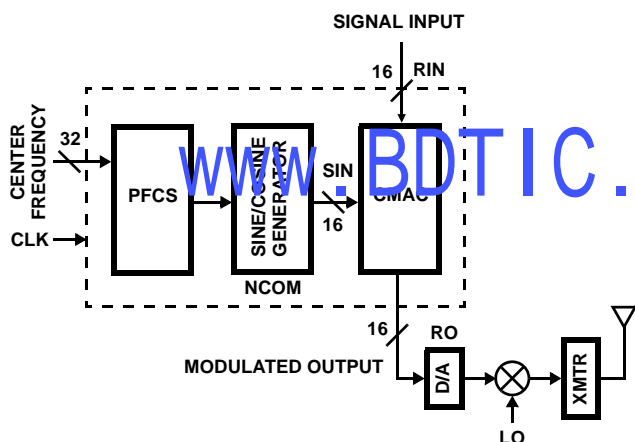 SIGNAL INPUT
16
RIN
CENTER
FREQUENCY
32
CLK
PFCS
SINE/COSINE
GENERATOR
NCOM
SIN
16
CMAC
www.BDTIC.
16
RO
MODULATED OUTPUT
D/A
LO
XMTR